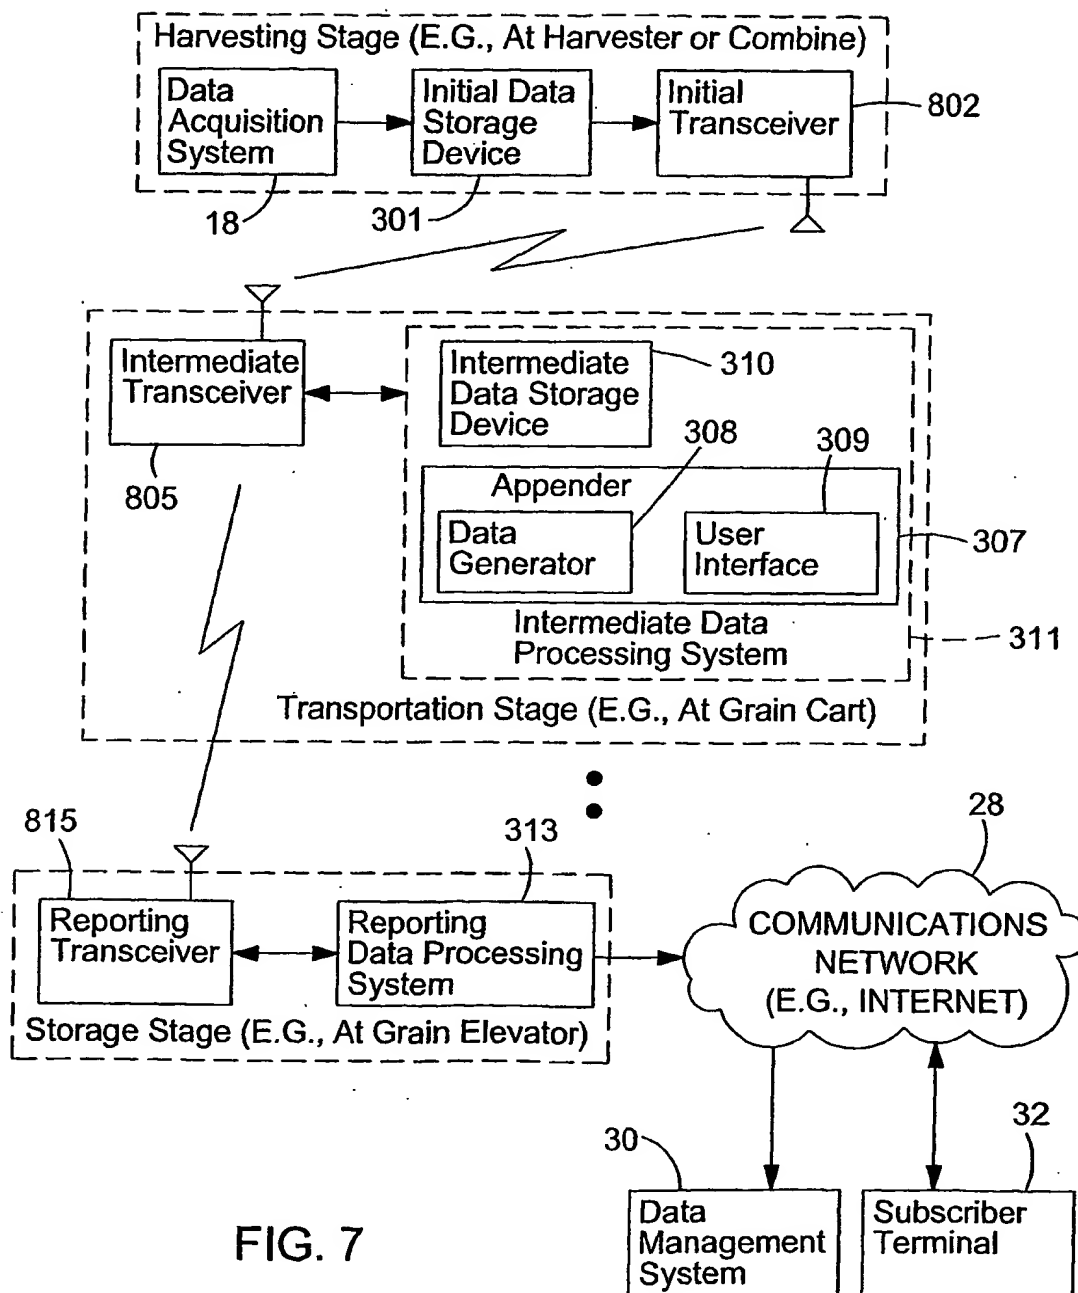 Harvesting Stage (E.G., At Harvester or Combine)
Data
Acquisition
System
Initial Data
Storage
Device
Initial
Transceiver
802
18
301
Intermediate
Transceiver
805
Intermediate
Data Storage
Device
310
308
309
Appender
Data
Generator
User
Interface
307
Intermediate Data
Processing System
311
Transportation Stage (E.G., At Grain Cart)
815
313
28
Reporting
Transceiver
Reporting
Data Processing
System
Storage Stage (E.G., At Grain Elevator)
COMMUNICATIONS
NETWORK
(E.G., INTERNET)
30
32
Data
Management
System
Subscriber
Terminal
FIG. 7